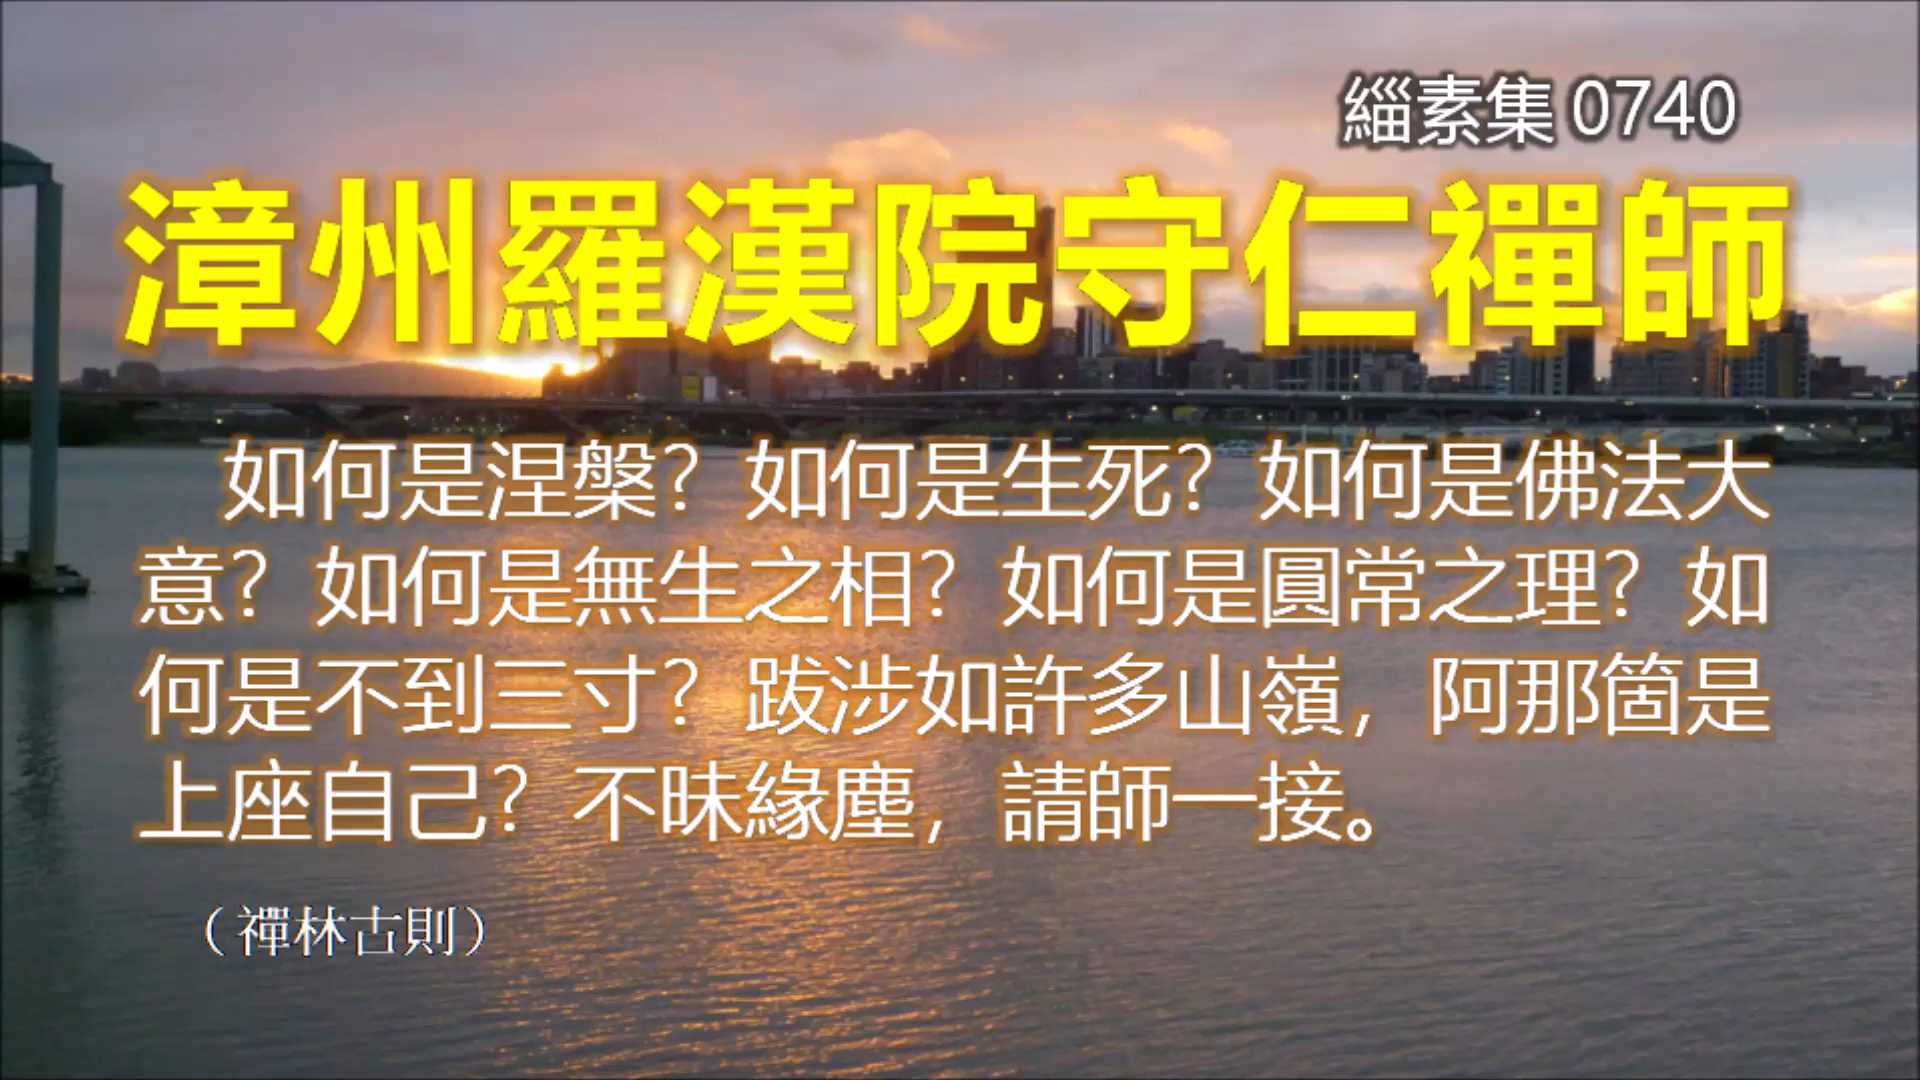 緇素集 0740
漳州羅漢院守仁禪師
如何是涅槃？如何是生死？如何是佛法大
意？如何是無生之相？如何是圓常之理？如
何是不到三寸？跋涉如許多山嶺，阿那箇是
上座自己？不昧緣塵，請師一接。
（禪林古則）